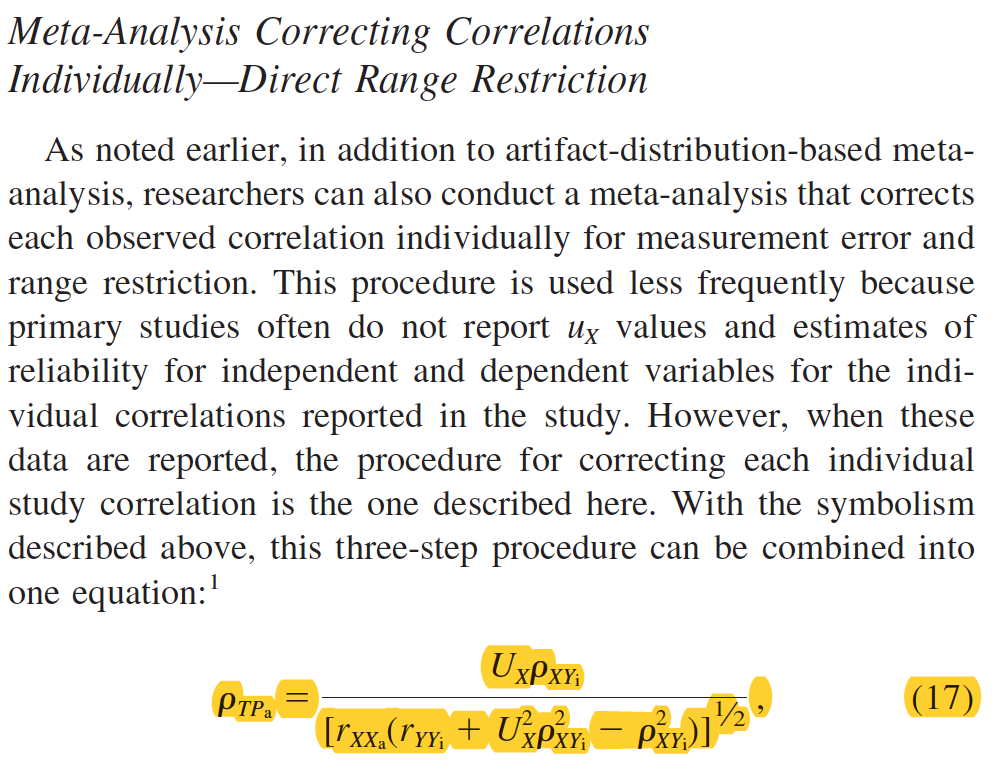 Meta-Analysis Correcting Correlations
Individually—Direct Range Restriction
As noted earlier, in addition to artifact-distribution-based meta-
analysis, researchers can also conduct a meta-analysis that corrects
each observed correlation individually for measurement error and
range restriction. This procedure is used less frequently because
primary studies often do not report u_X values and estimates of
reliability for independent and dependent variables for the indi-
vidual correlations reported in the study. However, when these
data are reported, the procedure for correcting each individual
study correlation is the one described here. With the symbolism
described above, this three-step procedure can be combined into
one equation:¹
ρ_{TP_a} = \frac{U_X ρ_{XY_i}}{[r_{XX_a}(r_{YY_i} + U_X^2 ρ_{XY_i}^2 − ρ_{XY_i}^2)]^{1/2}}, (17)